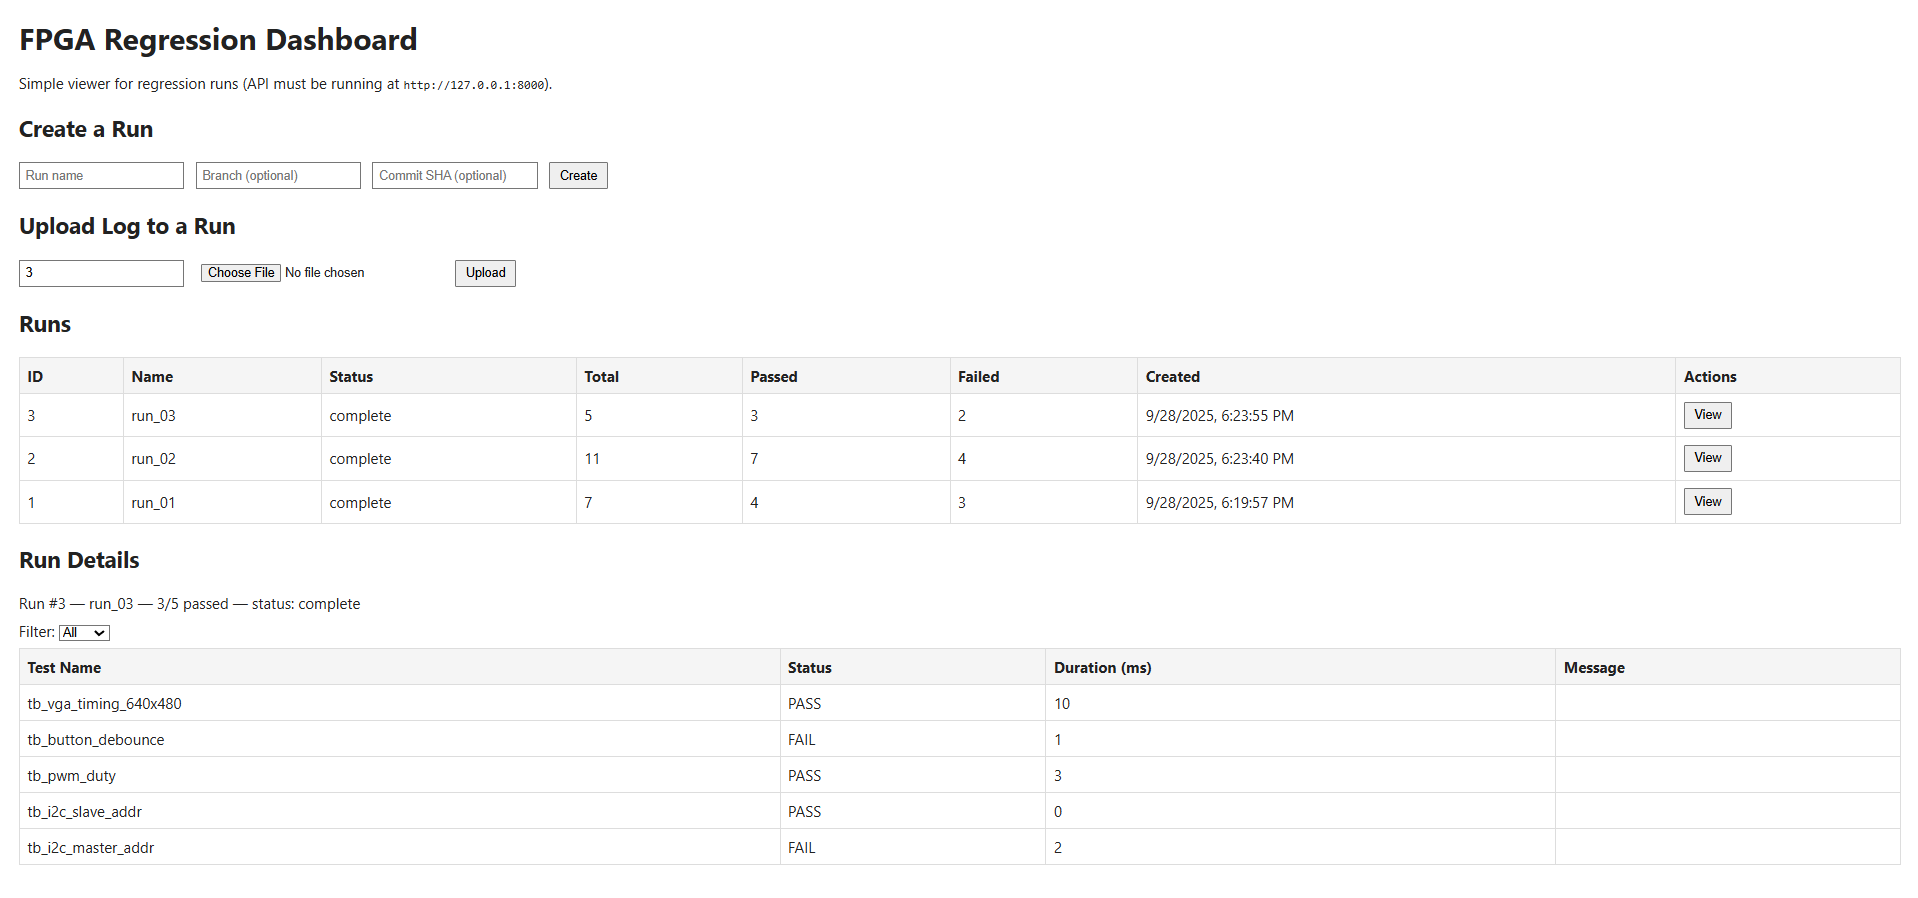 FPGA Regression Dashboard
Simple viewer for regression runs (API must be running at http://127.0.0.1:8000).
Create a Run
Run name Branch (optional) Commit SHA (optional) Create
Upload Log to a Run
3 Choose File No file chosen Upload
Runs
ID Name Status Total Passed Failed Created Actions
3 run_03 complete 5 3 2 9/28/2025, 6:23:55 PM View
2 run_02 complete 11 7 4 9/28/2025, 6:23:40 PM View
1 run_01 complete 7 4 3 9/28/2025, 6:19:57 PM View
Run Details
Run #3 — run_03 — 3/5 passed — status: complete
Filter: All
Test Name Status Duration (ms) Message
tb_vga_timing_640x480 PASS 10
tb_button_debounce FAIL 1
tb_pwm_duty PASS 3
tb_i2c_slave_addr PASS 0
tb_i2c_master_addr FAIL 2